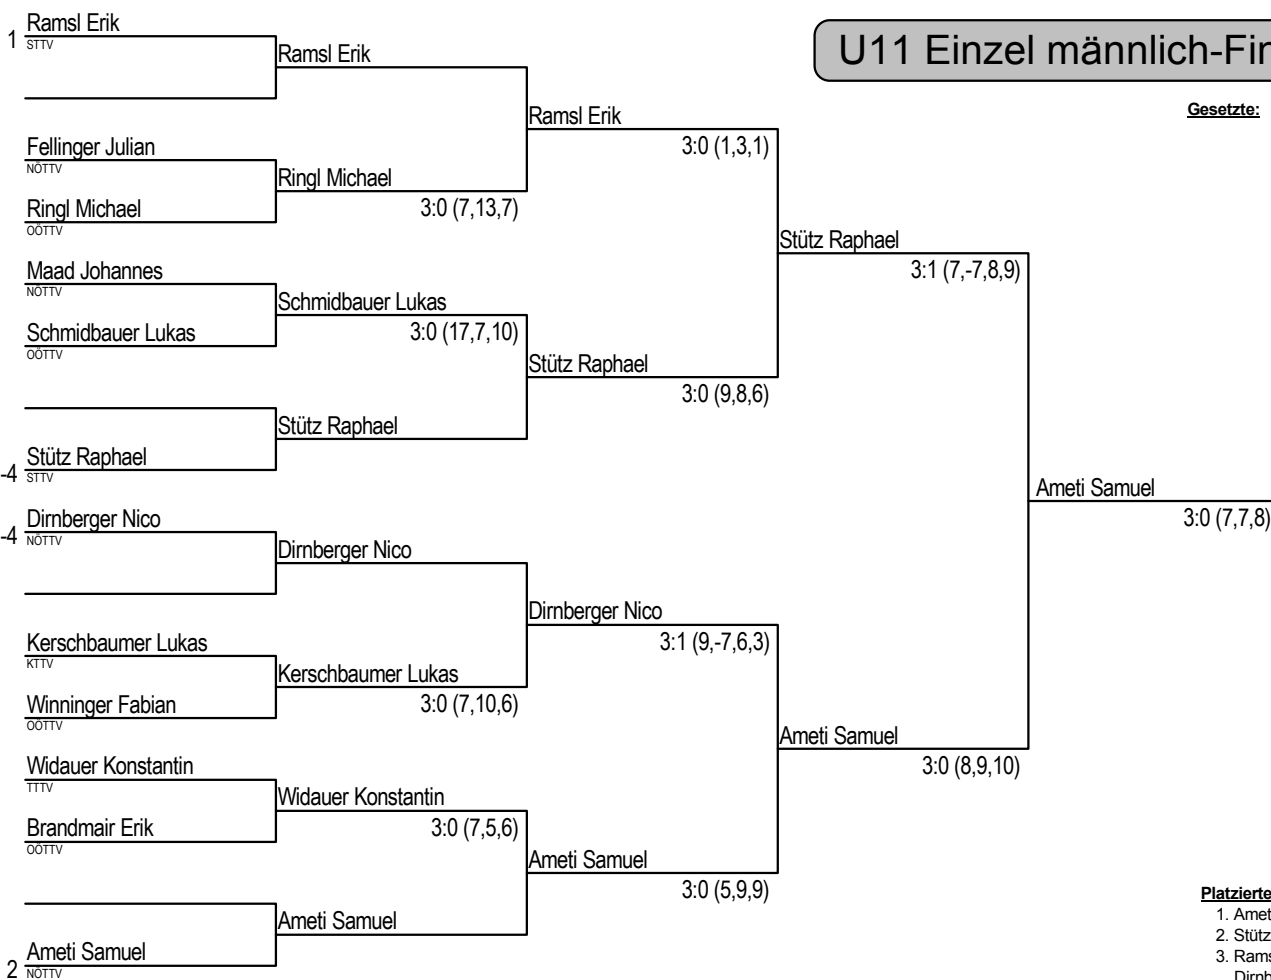 U11 Einzel männlich-Fin
Gesetzte:
1 Ramsl Erik
STTV
Ramsl Erik
Ramsl Erik
3:0 (1,3,1)
Fellinger Julian
NÖTTV
Ringl Michael
3:0 (7,13,7)
Ringl Michael
OÖTTV
Stütz Raphael
3:1 (7,-7,8,9)
Maad Johannes
NÖTTV
Schmidbauer Lukas
3:0 (17,7,10)
Schmidbauer Lukas
OÖTTV
Stütz Raphael
3:0 (9,8,6)
Stütz Raphael
-4 Stütz Raphael
STTV
Ameti Samuel
3:0 (7,7,8)
-4 Dirnberger Nico
NÖTTV
Dirnberger Nico
Dirnberger Nico
3:1 (9,-7,6,3)
Kerschbaumer Lukas
KTTV
Kerschbaumer Lukas
3:0 (7,10,6)
Winninger Fabian
OÖTTV
Ameti Samuel
3:0 (8,9,10)
Widauer Konstantin
TTTV
Widauer Konstantin
3:0 (7,5,6)
Brandmair Erik
OÖTTV
Ameti Samuel
3:0 (5,9,9)
Ameti Samuel
2 Ameti Samuel
NÖTTV
Platzierte
1. Amet
2. Stütz
3. Rams
Dirnb